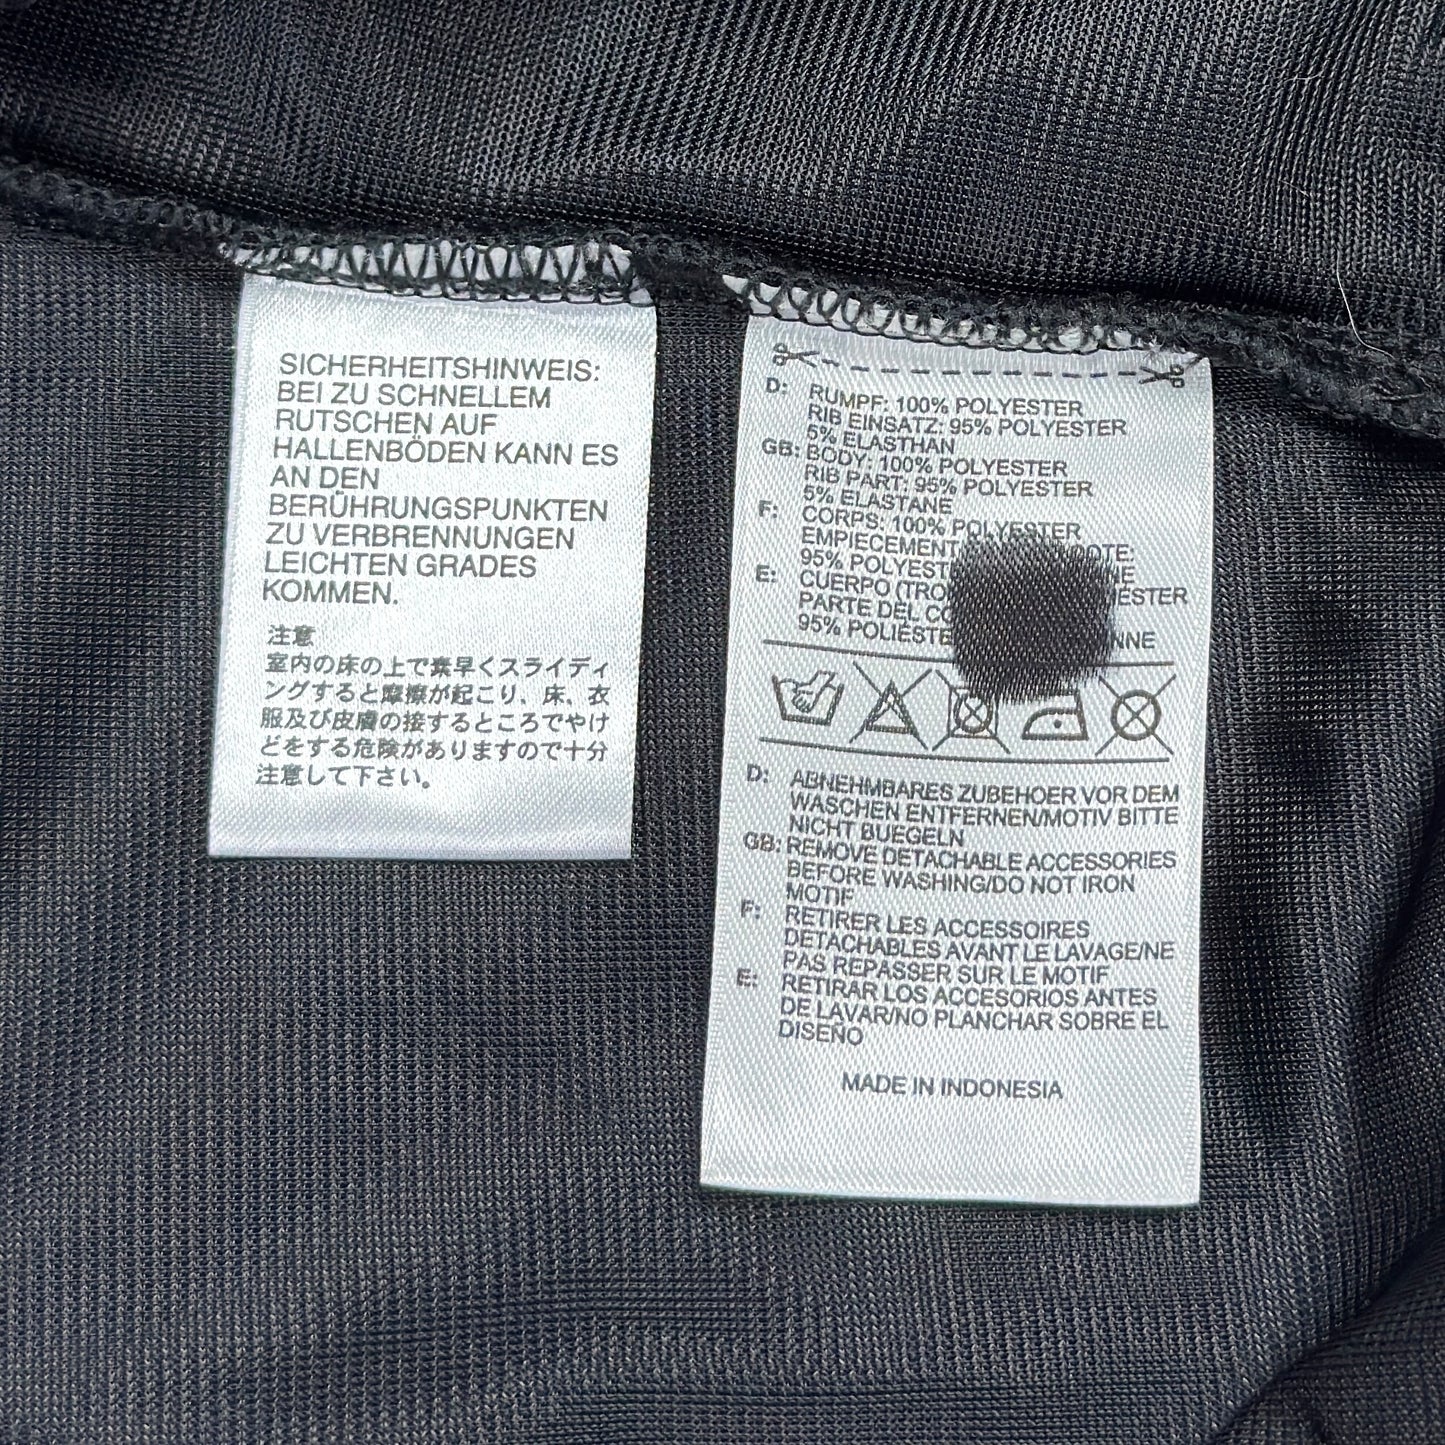 SICHERHEITSHINWEIS:
BEI ZU SCHNELLEM
RUTSCHEN AUF
HALLENBÖDEN KANN ES
AN DEN
BERÜHRUNGSPUNKTEN
ZU VERBRENNUNGEN
LEICHTEN GRADES
KOMMEN.
注意
室内の床の上で素早くスライディ
ングすると摩擦が起こり、床、衣
服及び皮膚の接するところでやけ
どをする危険がありますので十分
注意して下さい。
D: RUMPF: 100% POLYESTER
RIB EINSATZ: 95% POLYESTER
5% ELASTHAN
GB: BODY: 100% POLYESTER
RIB PART: 95% POLYESTER
5% ELASTANE
F: CORPS: 100% POLYESTER
EMPIECEMENT
95% POLYEST
E: CUERPO
PARTE DEL
95%
D: ABNEHMBARES ZUBEHOER VOR DEM
WASCHEN ENTFERNEN/MOTIV BITTE
NICHT BUEGELN
GB: REMOVE DETACHABLE ACCESSORIES
BEFORE WASHING/DO NOT IRON
MOTIF
F: RETIRER LES ACCESSOIRES
DETACHABLES AVANT LE LAVAGE/NE
PAS REPASSER SUR LE MOTIF
E: RETIRAR LOS ACCESORIOS ANTES
DE LAVAR/NO PLANCHAR SOBRE EL
DISEÑO
MADE IN INDONESIA